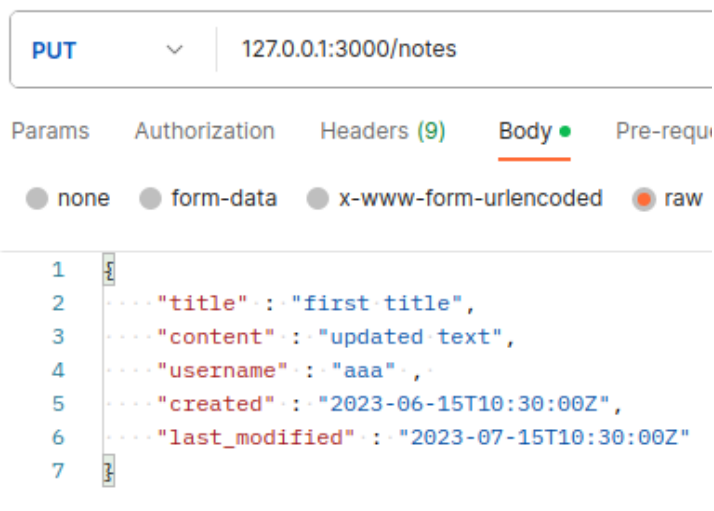 PUT 127.0.0.1:3000/notes
Params Authorization Headers (9) Body Pre-requ
none form-data x-www-form-urlencoded raw
1 {
2 "title" : "first title",
3 "content" : "updated text",
4 "username" : "aaa" ,
5 "created" : "2023-06-15T10:30:00Z",
6 "last_modified" : "2023-07-15T10:30:00Z"
7 }